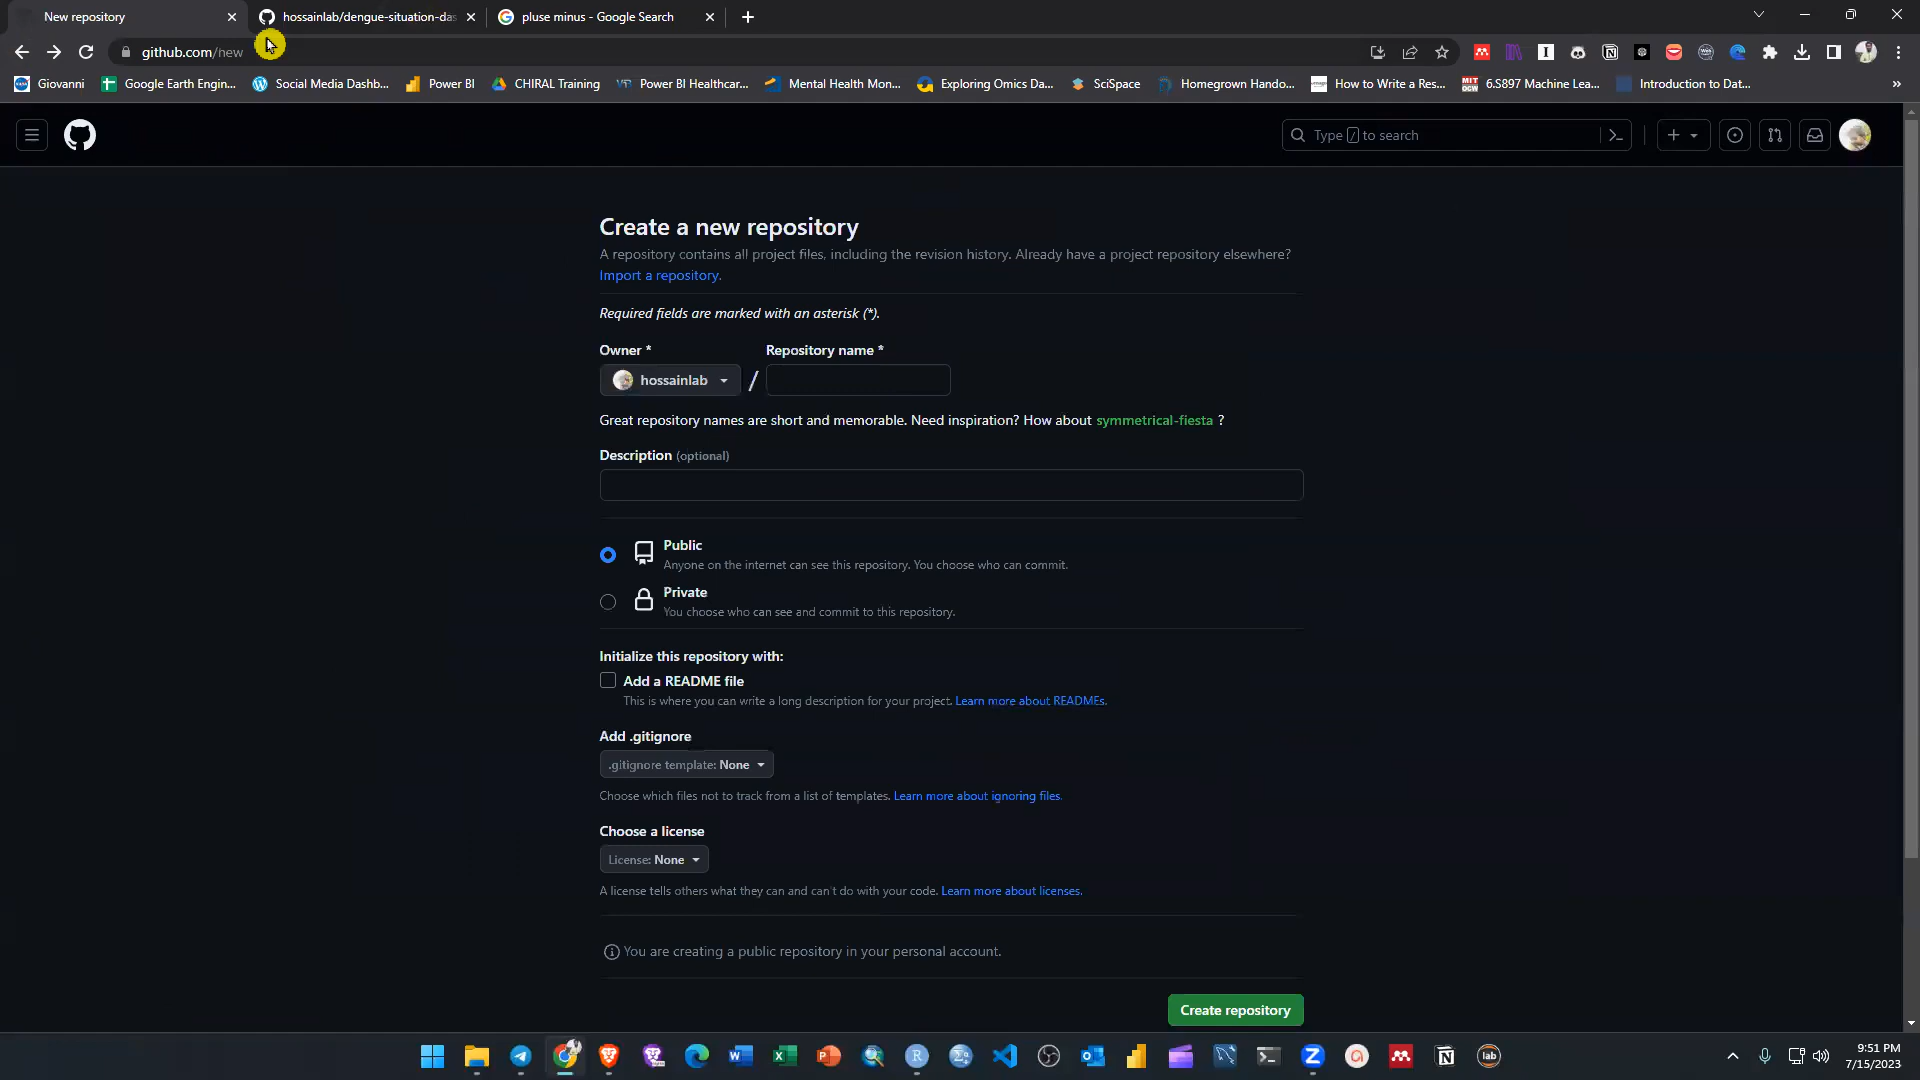 New repository
hossainlab/dengue-situation-das
pluse minus - Google Search
github.com/new
Giovanni
Google Earth Engin...
Social Media Dashb...
Power BI
CHIRAL Training
Power BI Healthcar...
Mental Health Mon...
Exploring Omics Da...
SciSpace
Homegrown Hando...
How to Write a Res...
6.S897 Machine Lea...
Introduction to Dat...
»
Type / to search
Create a new repository
A repository contains all project files, including the revision history. Already have a project repository elsewhere?
Import a repository.
Required fields are marked with an asterisk (*).
Owner *
Repository name *
hossainlab
/
Great repository names are short and memorable. Need inspiration? How about symmetrical-fiesta ?
Description (optional)
Public
Anyone on the internet can see this repository. You choose who can commit.
Private
You choose who can see and commit to this repository.
Initialize this repository with:
Add a README file
This is where you can write a long description for your project. Learn more about READMEs.
Add .gitignore
.gitignore template: None
Choose which files not to track from a list of templates. Learn more about ignoring files.
Choose a license
License: None
A license tells others what they can and can't do with your code. Learn more about licenses.
You are creating a public repository in your personal account.
Create repository
lab
9:51 PM
7/15/2023